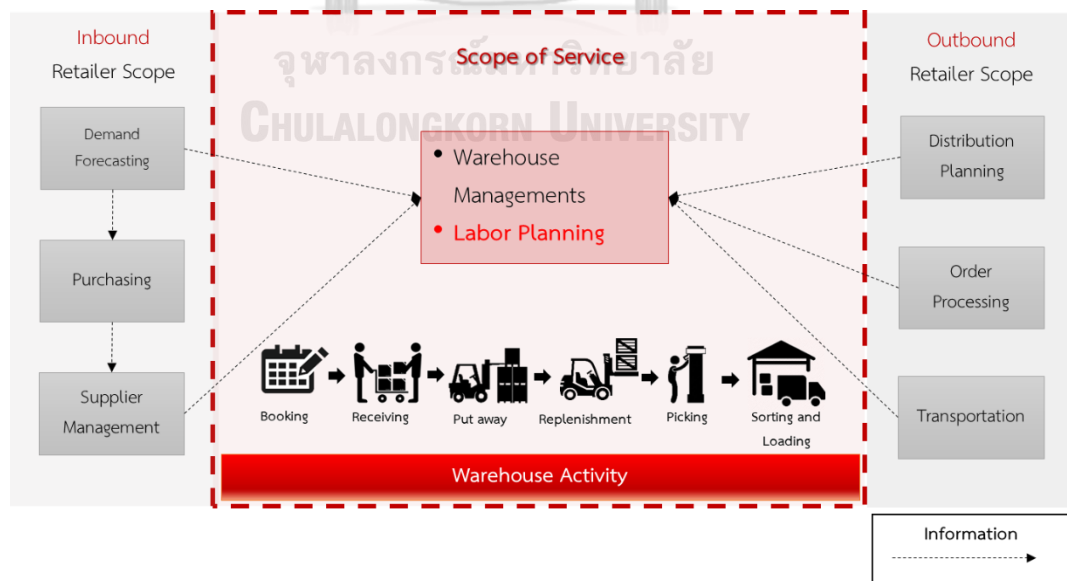 Inbound
Retailer Scope
Demand
Forecasting
Purchasing
Supplier
Management
จุฬาลงกรณ์มหาวิทยาลัย
CHULALONGKORN UNIVERSITY
Scope of Service
• Warehouse
Managements
• Labor Planning
Booking
Receiving
Put away
Replenishment
Picking
Sorting and
Loading
Warehouse Activity
Outbound
Retailer Scope
Distribution
Planning
Order
Processing
Transportation
Information